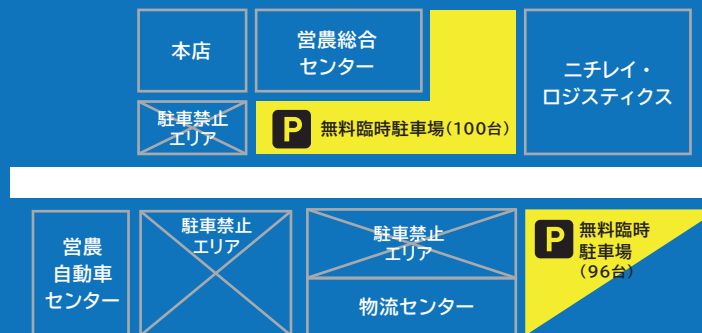 本店
営農総合
センター
ニチレイ・
ロジスティクス
駐車禁止
エリア
P 無料臨時駐車場（100台）
営農
自動車
センター
駐車禁止
エリア
駐車禁止
エリア
物流センター
P 無料臨時
駐車場
（96台）